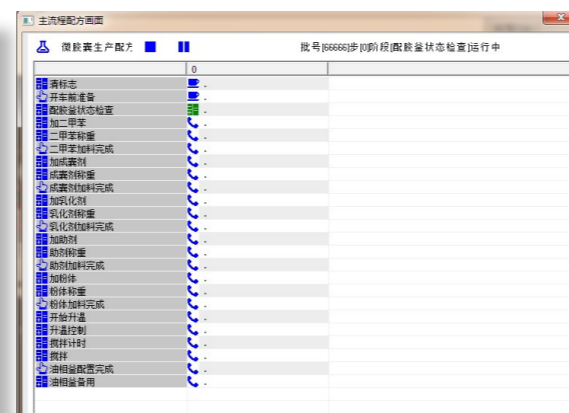 主流程配方画面
微胶囊生产配方 批号[66666]步[0]阶段[配胶釜状态检查]运行中
0
清标志 -
开车前准备 -
配胶釜状态检查 -
加二甲苯 -
二甲苯称重 -
二甲苯加料完成 -
加成囊剂 -
成囊剂称重 -
成囊剂加料完成 -
加乳化剂 -
乳化剂称重 -
乳化剂加料完成 -
加助剂 -
助剂称重 -
助剂加料完成 -
加粉体 -
粉体称重 -
粉体加料完成 -
开始升温 -
升温控制 -
搅拌计时 -
搅拌 -
油相釜配置完成 -
油相釜备用 -